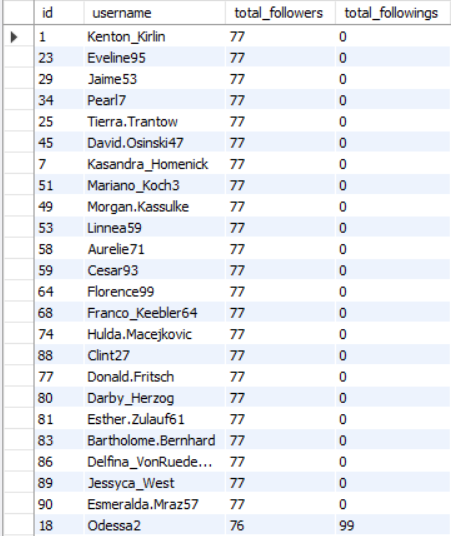 id username total_followers total_followings
1 Kenton_Kirlin 77 0
23 Eveline95 77 0
29 Jaime53 77 0
34 Pearl7 77 0
25 Tierra.Trantow 77 0
45 David.Osinski47 77 0
7 Kasandra_Homenick 77 0
51 Mariano_Koch3 77 0
49 Morgan.Kassulke 77 0
53 Linnea59 77 0
58 Aurelie71 77 0
59 Cesar93 77 0
64 Florence99 77 0
68 Franco_Keebler64 77 0
74 Hulda.Macejkovic 77 0
88 Clint27 77 0
77 Donald.Fritsch 77 0
80 Darby_Herzog 77 0
81 Esther.Zulauf61 77 0
83 Bartholome.Bernhard 77 0
86 Delfina_VonRuede... 77 0
89 Jessyca_West 77 0
90 Esmeralda.Mraz57 77 0
18 Odessa2 76 99